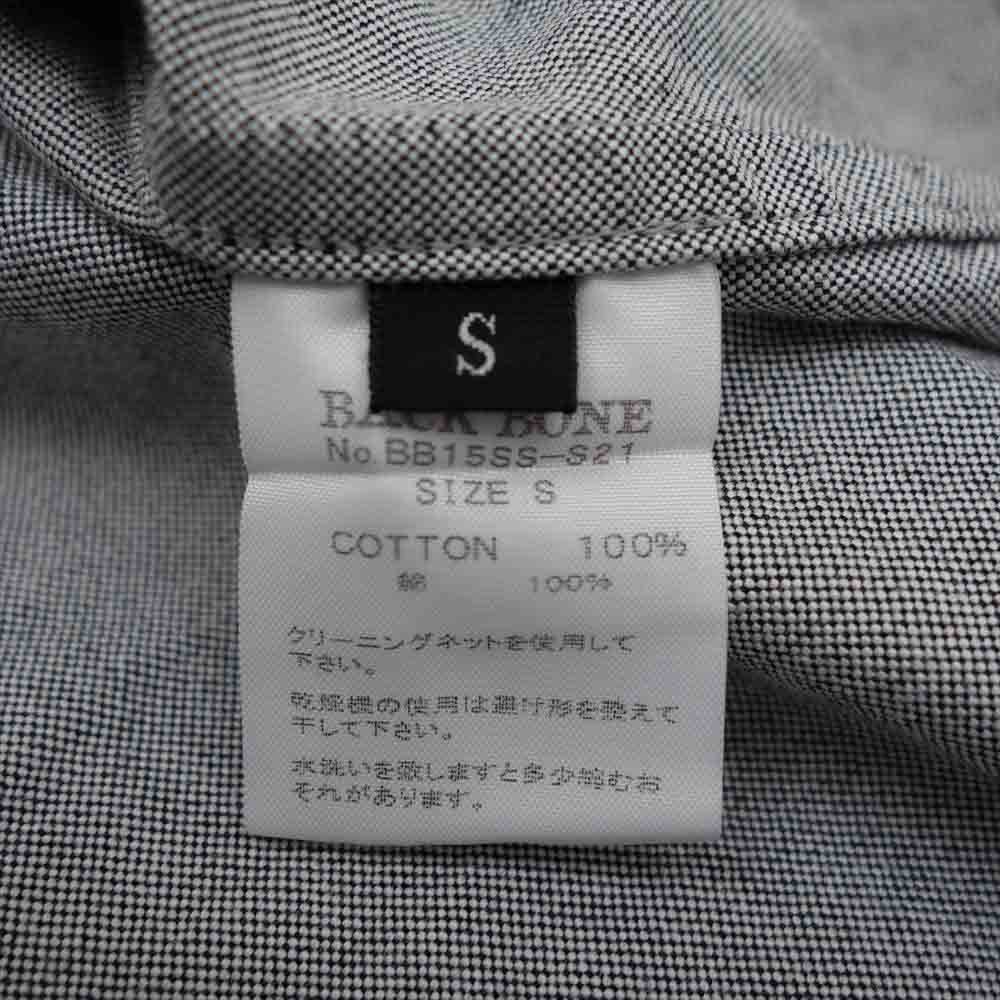 S
BACK BONE
No.BB15SS-S21
SIZE S
COTTON 100%
綿 100%
クリーニングネットを使用して
下さい。
乾燥機の使用は避け形を整えて
干して下さい。
水洗いを致しますと多少縮むお
それがあります。